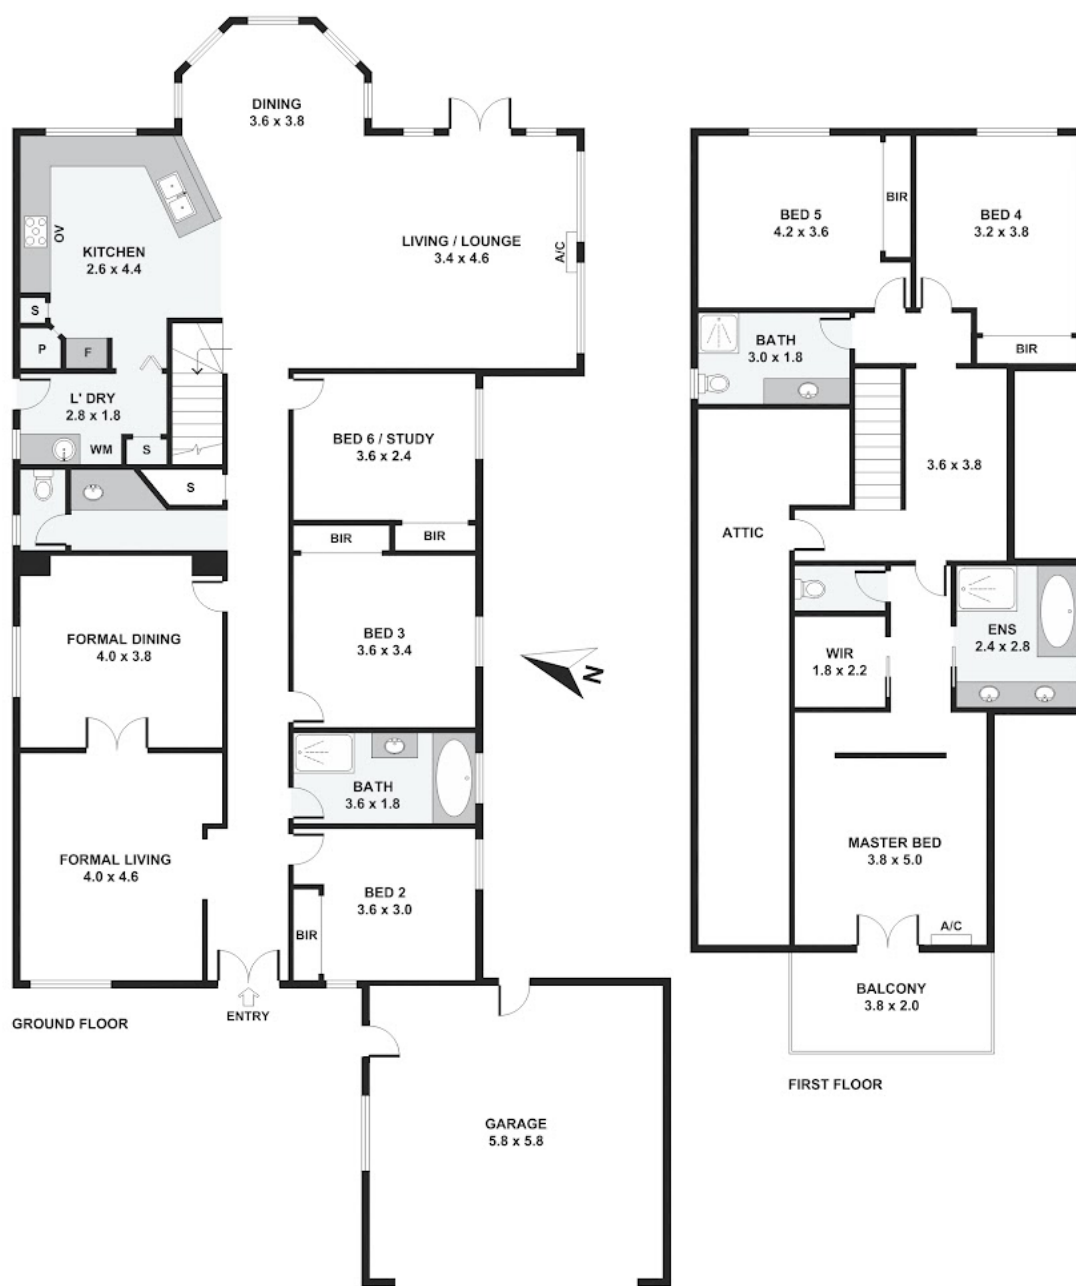 DINING
3.6 x 3.8
OV
KITCHEN
2.6 x 4.4
LIVING / LOUNGE
3.4 x 4.6
A/C
S
P
F
L' DRY
2.8 x 1.8
WM
S
S
BED 6 / STUDY
3.6 x 2.4
BIR
BIR
FORMAL DINING
4.0 x 3.8
BED 3
3.6 x 3.4
N
BATH
3.6 x 1.8
FORMAL LIVING
4.0 x 4.6
BED 2
3.6 x 3.0
BIR
ENTRY
GROUND FLOOR
GARAGE
5.8 x 5.8
BED 5
4.2 x 3.6
BIR
BED 4
3.2 x 3.8
BIR
BATH
3.0 x 1.8
3.6 x 3.8
ATTIC
WIR
1.8 x 2.2
ENS
2.4 x 2.8
MASTER BED
3.8 x 5.0
A/C
BALCONY
3.8 x 2.0
FIRST FLOOR